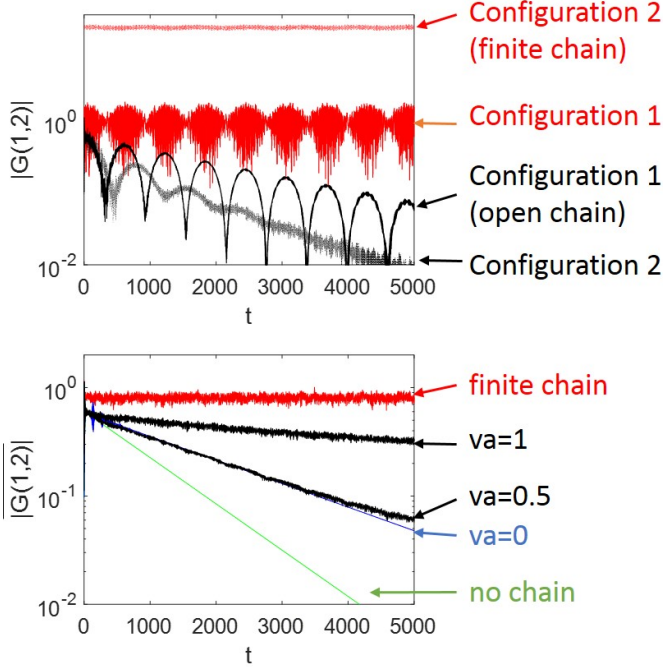 Configuration 2
(finite chain)
Configuration 1
Configuration 1
(open chain)
Configuration 2
|G(1,2)|
10^0
10^-2
0 1000 2000 3000 4000 5000
t
finite chain
va=1
va=0.5
va=0
no chain
|G(1,2)|
10^0
10^-1
10^-2
0 1000 2000 3000 4000 5000
t